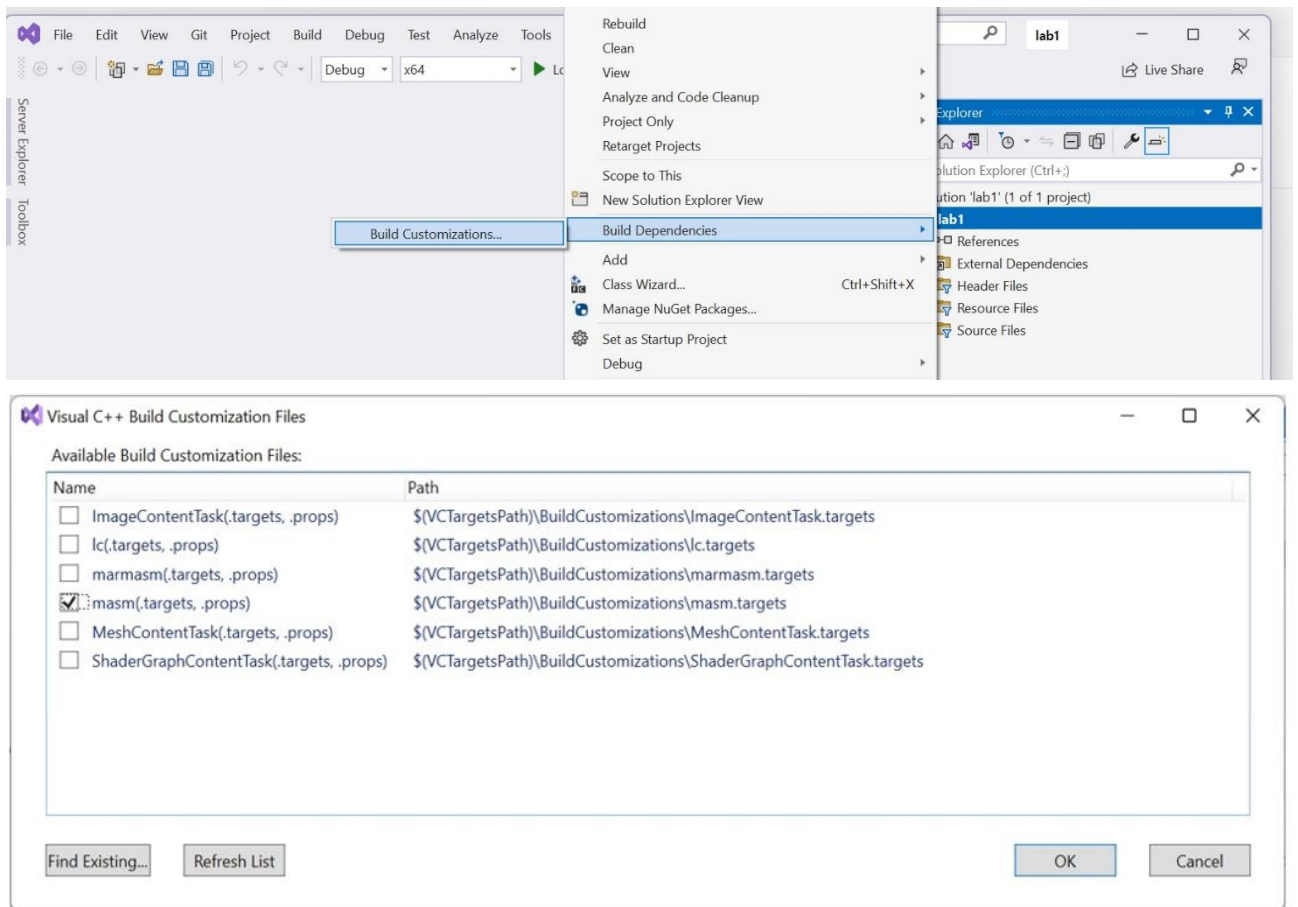 Rebuild
File Edit View Git Project Build Debug Test Analyze Tools
Clean
lab1
Debug x64
View
Live Share
Analyze and Code Cleanup
Project Only
Retarget Projects
Scope to This
New Solution Explorer View
Build Customizations...
Build Dependencies
Add
Class Wizard... Ctrl+Shift+X
Manage NuGet Packages...
Set as Startup Project
Debug
Server Explorer
Toolbox
Explorer
olution Explorer (Ctrl+;)
ution 'lab1' (1 of 1 project)
lab1
References
External Dependencies
Header Files
Resource Files
Source Files
Visual C++ Build Customization Files
Available Build Customization Files:
Name Path
ImageContentTask(.targets, .props) $(VCTargetsPath)\BuildCustomizations\ImageContentTask.targets
lc(.targets, .props) $(VCTargetsPath)\BuildCustomizations\lc.targets
marmasm(.targets, .props) $(VCTargetsPath)\BuildCustomizations\marmasm.targets
masm(.targets, .props) $(VCTargetsPath)\BuildCustomizations\masm.targets
MeshContentTask(.targets, .props) $(VCTargetsPath)\BuildCustomizations\MeshContentTask.targets
ShaderGraphContentTask(.targets, .props) $(VCTargetsPath)\BuildCustomizations\ShaderGraphContentTask.targets
Find Existing... Refresh List OK Cancel